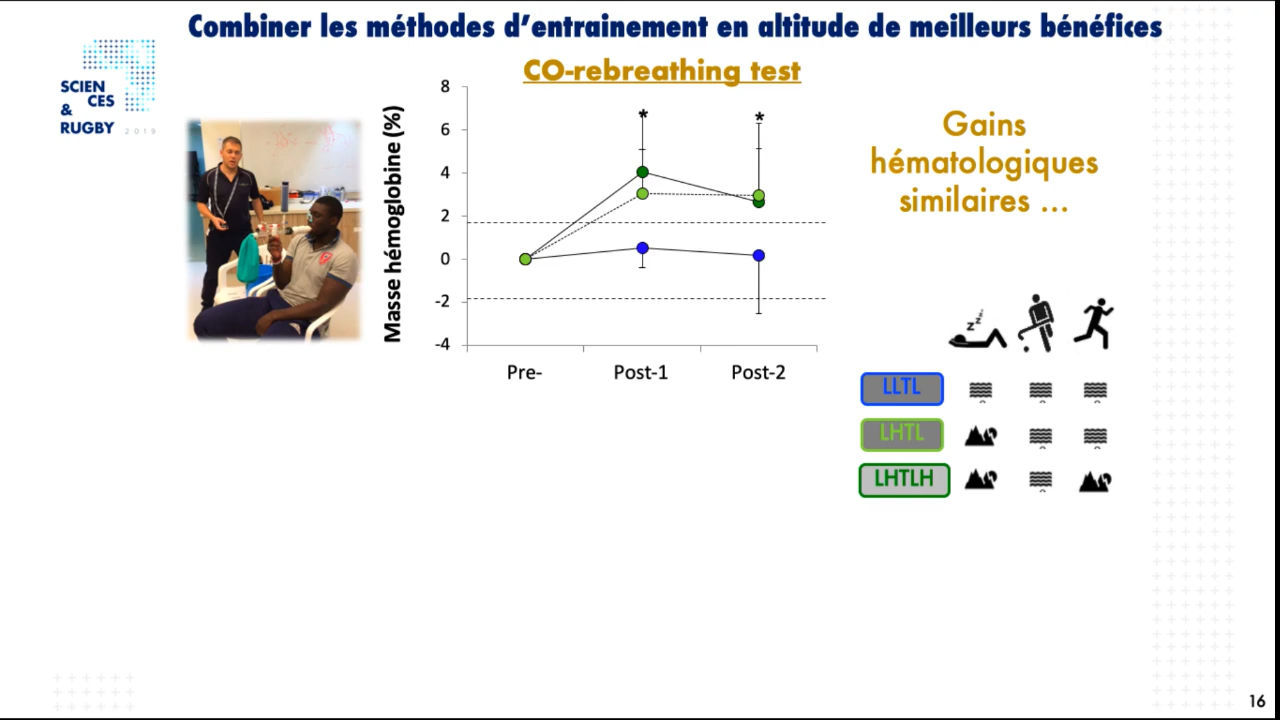 Combiner les méthodes d’entrainement en altitude de meilleurs bénéfices
SCIEN
CES
&
RUGBY 2019
CO-rebreathing test
Masse hémoglobine (%)
8
6
4
2
0
-2
-4
*
*
Pre-
Post-1
Post-2
Gains
hématologiques
similaires ...
z z z
LLTL
LHTL
LHTLH
16